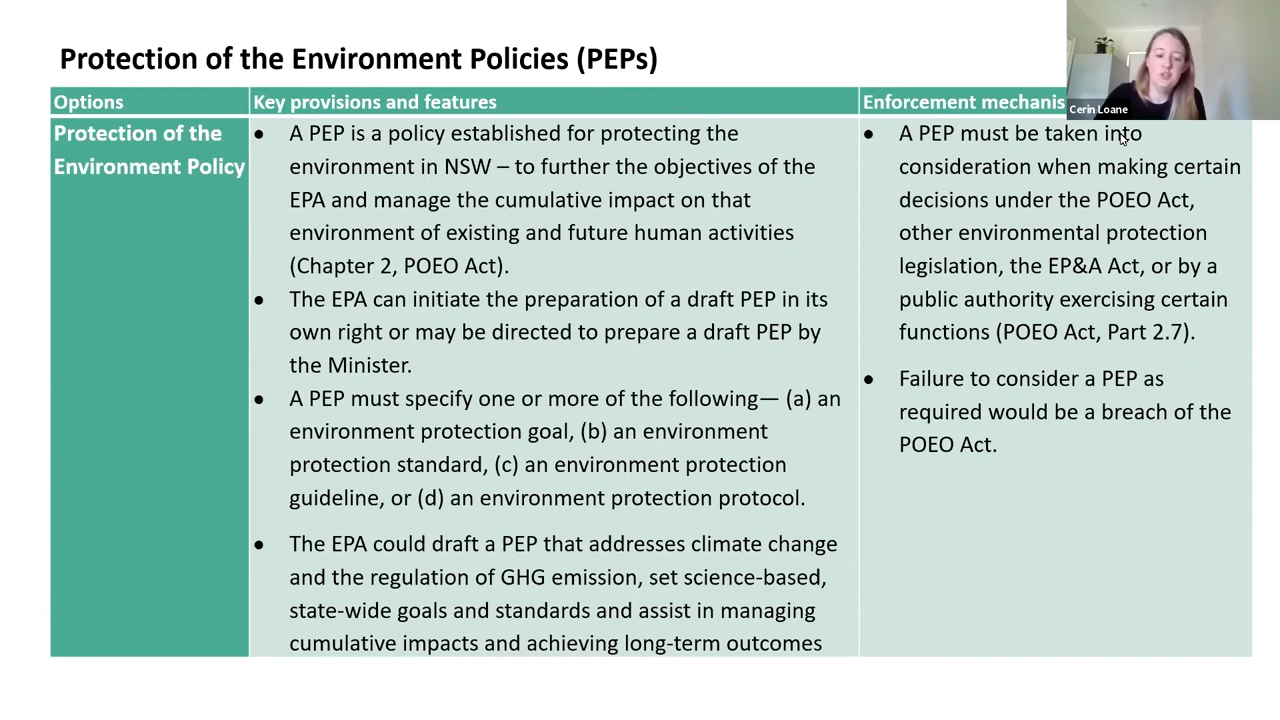 Protection of the Environment Policies (PEPs)
Cerin Loane
Options
Key provisions and features
Enforcement mechanis
Protection of the
Environment Policy
● A PEP is a policy established for protecting the
environment in NSW – to further the objectives of the
EPA and manage the cumulative impact on that
environment of existing and future human activities
(Chapter 2, POEO Act).
● The EPA can initiate the preparation of a draft PEP in its
own right or may be directed to prepare a draft PEP by
the Minister.
● A PEP must specify one or more of the following— (a) an
environment protection goal, (b) an environment
protection standard, (c) an environment protection
guideline, or (d) an environment protection protocol.
● The EPA could draft a PEP that addresses climate change
and the regulation of GHG emission, set science-based,
state-wide goals and standards and assist in managing
cumulative impacts and achieving long-term outcomes
● A PEP must be taken into
consideration when making certain
decisions under the POEO Act,
other environmental protection
legislation, the EP&A Act, or by a
public authority exercising certain
functions (POEO Act, Part 2.7).
● Failure to consider a PEP as
required would be a breach of the
POEO Act.